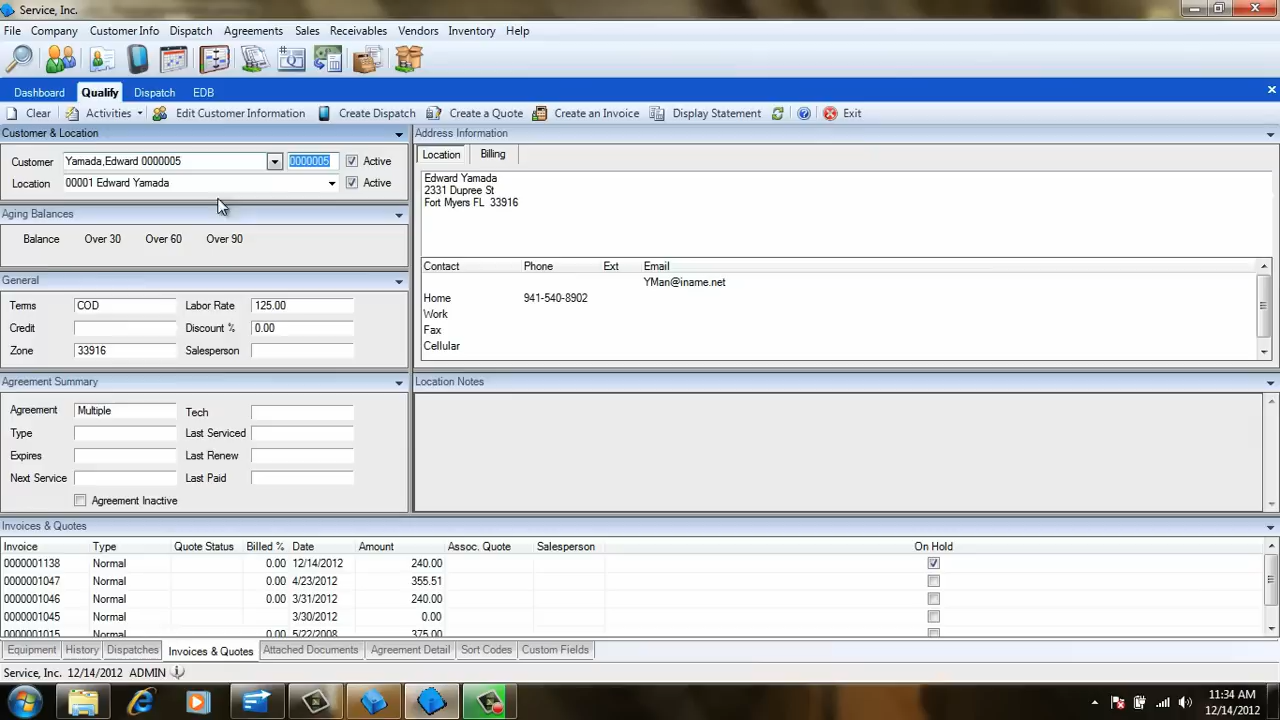 Service, Inc.
File Company Customer Info Dispatch Agreements Sales Receivables Vendors Inventory Help
Dashboard Qualify Dispatch EDB
Clear Activities Edit Customer Information Create Dispatch Create a Quote Create an Invoice Display Statement Exit
Customer & Location
Customer Yamada,Edward 0000005 0000005 Active
Location 00001 Edward Yamada Active
Aging Balances
Balance Over 30 Over 60 Over 90
General
Terms COD Labor Rate 125.00
Credit Discount % 0.00
Zone 33916 Salesperson
Agreement Summary
Agreement Multiple Tech
Type Last Serviced
Expires Last Renew
Next Service Last Paid
Agreement Inactive
Address Information
Location Billing
Edward Yamada
2331 Dupree St
Fort Myers FL 33916
Contact Phone Ext Email
YMan@iname.net
Home 941-540-8902
Work
Fax
Cellular
Location Notes
Invoices & Quotes
Invoice Type Quote Status Billed % Date Amount Assoc. Quote Salesperson On Hold
0000001138 Normal 0.00 12/14/2012 240.00
0000001047 Normal 0.00 4/23/2012 355.51
0000001046 Normal 0.00 3/31/2012 240.00
0000001045 Normal 3/30/2012 0.00
0000001015 Normal 0.00 5/22/2008 375.00
Equipment History Dispatches Invoices & Quotes Attached Documents Agreement Detail Sort Codes Custom Fields
Service, Inc. 12/14/2012 ADMIN
11:34 AM
12/14/2012